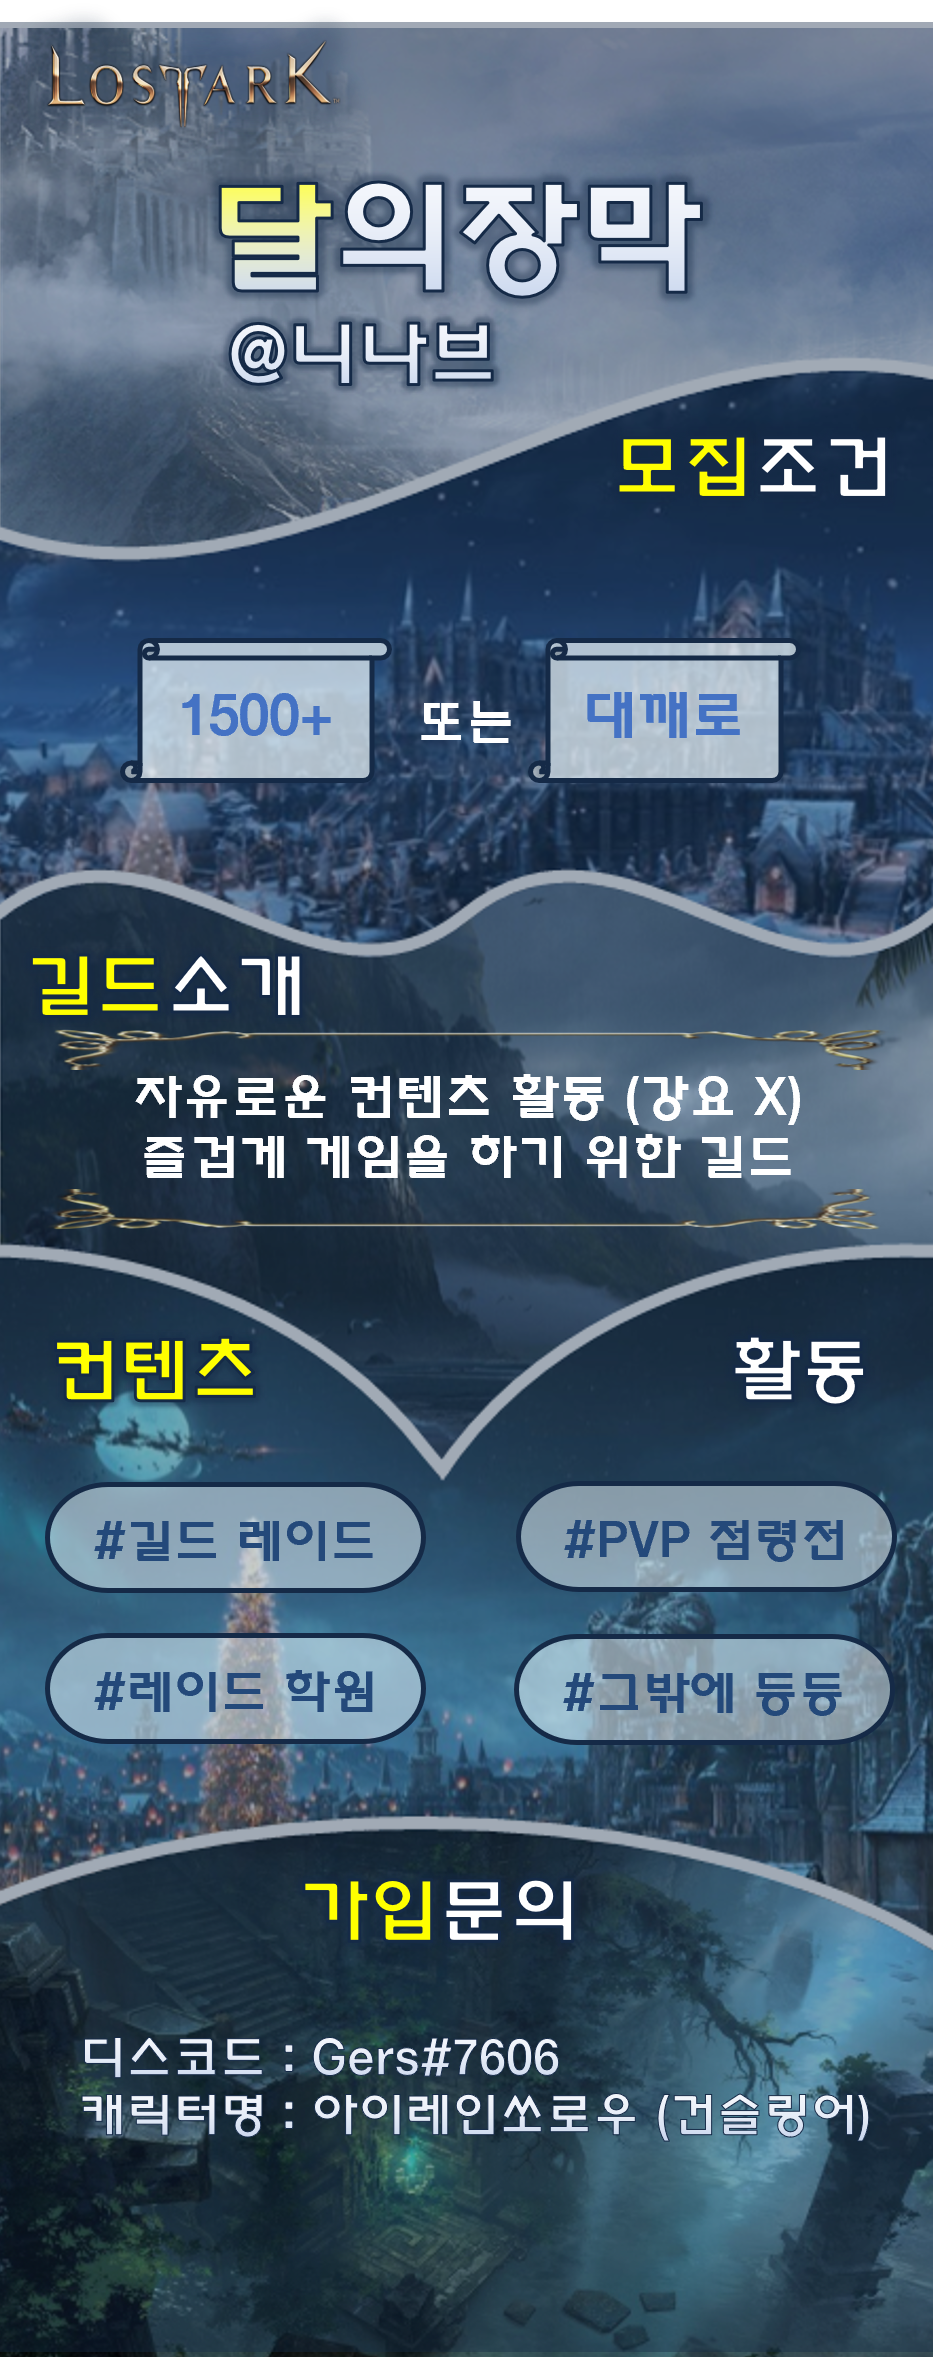 LOSTARK
달의장막
@니나브
모집조건
1500+ 또는 대깨로
길드소개
자유로운 컨텐츠 활동 (강요 X)
즐겁게 게임을 하기 위한 길드
컨텐츠 활동
#길드 레이드 #PVP 점령전
#레이드 학원 #그밖에 등등
가입문의
디스코드 : Gers#7606
캐릭터명 : 아이레인쏘로우 (건슬링어)